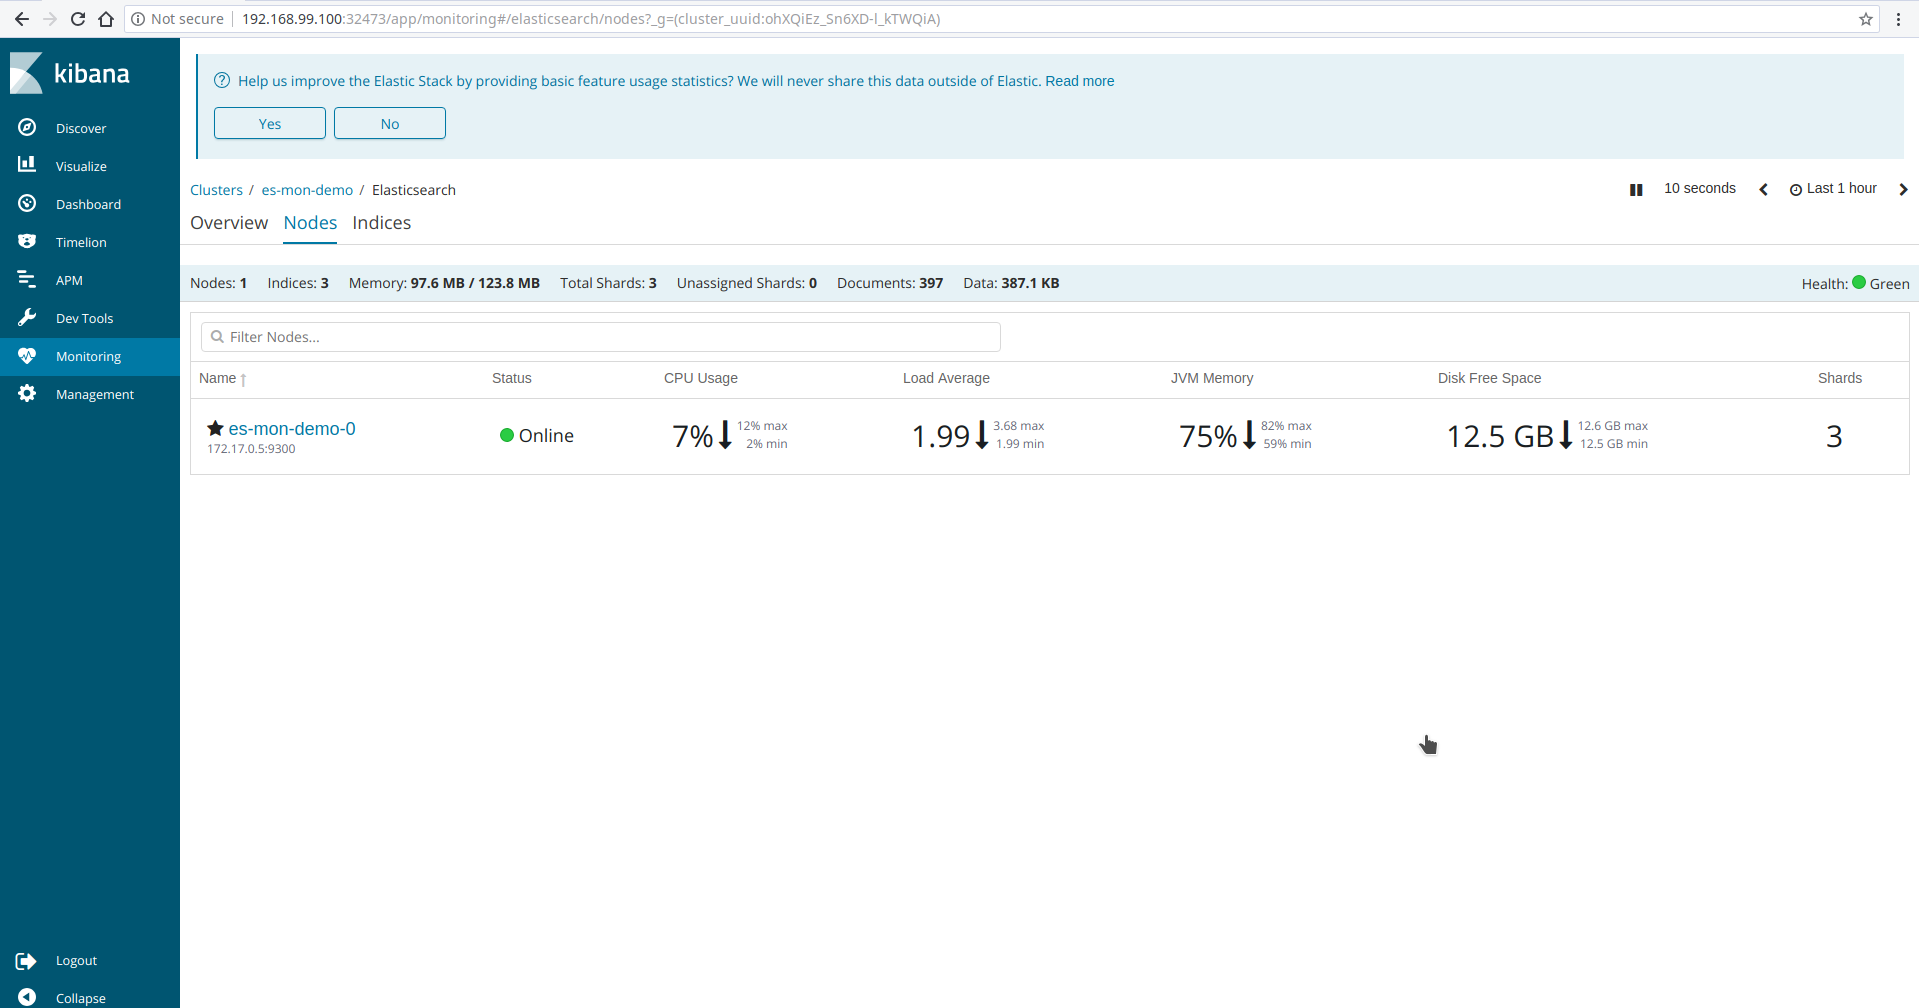 Not secure 192.168.99.100:32473/app/monitoring#/elasticsearch/nodes?_g=(cluster_uuid:ohXQiEz_Sn6XD-l_kTWQiA)
kibana
Discover
Visualize
Dashboard
Timelion
APM
Dev Tools
Monitoring
Management
Logout
Collapse
Help us improve the Elastic Stack by providing basic feature usage statistics? We will never share this data outside of Elastic. Read more
Yes No
Clusters / es-mon-demo / Elasticsearch
10 seconds Last 1 hour
Overview Nodes Indices
Nodes: 1 Indices: 3 Memory: 97.6 MB / 123.8 MB Total Shards: 3 Unassigned Shards: 0 Documents: 397 Data: 387.1 KB Health: Green
Filter Nodes...
Name Status CPU Usage Load Average JVM Memory Disk Free Space Shards
es-mon-demo-0 Online 7% 12% max 1.99 3.68 max 75% 82% max 12.5 GB 12.6 GB max 3
172.17.0.5:9300 2% min 1.99 min 59% min 12.5 GB min